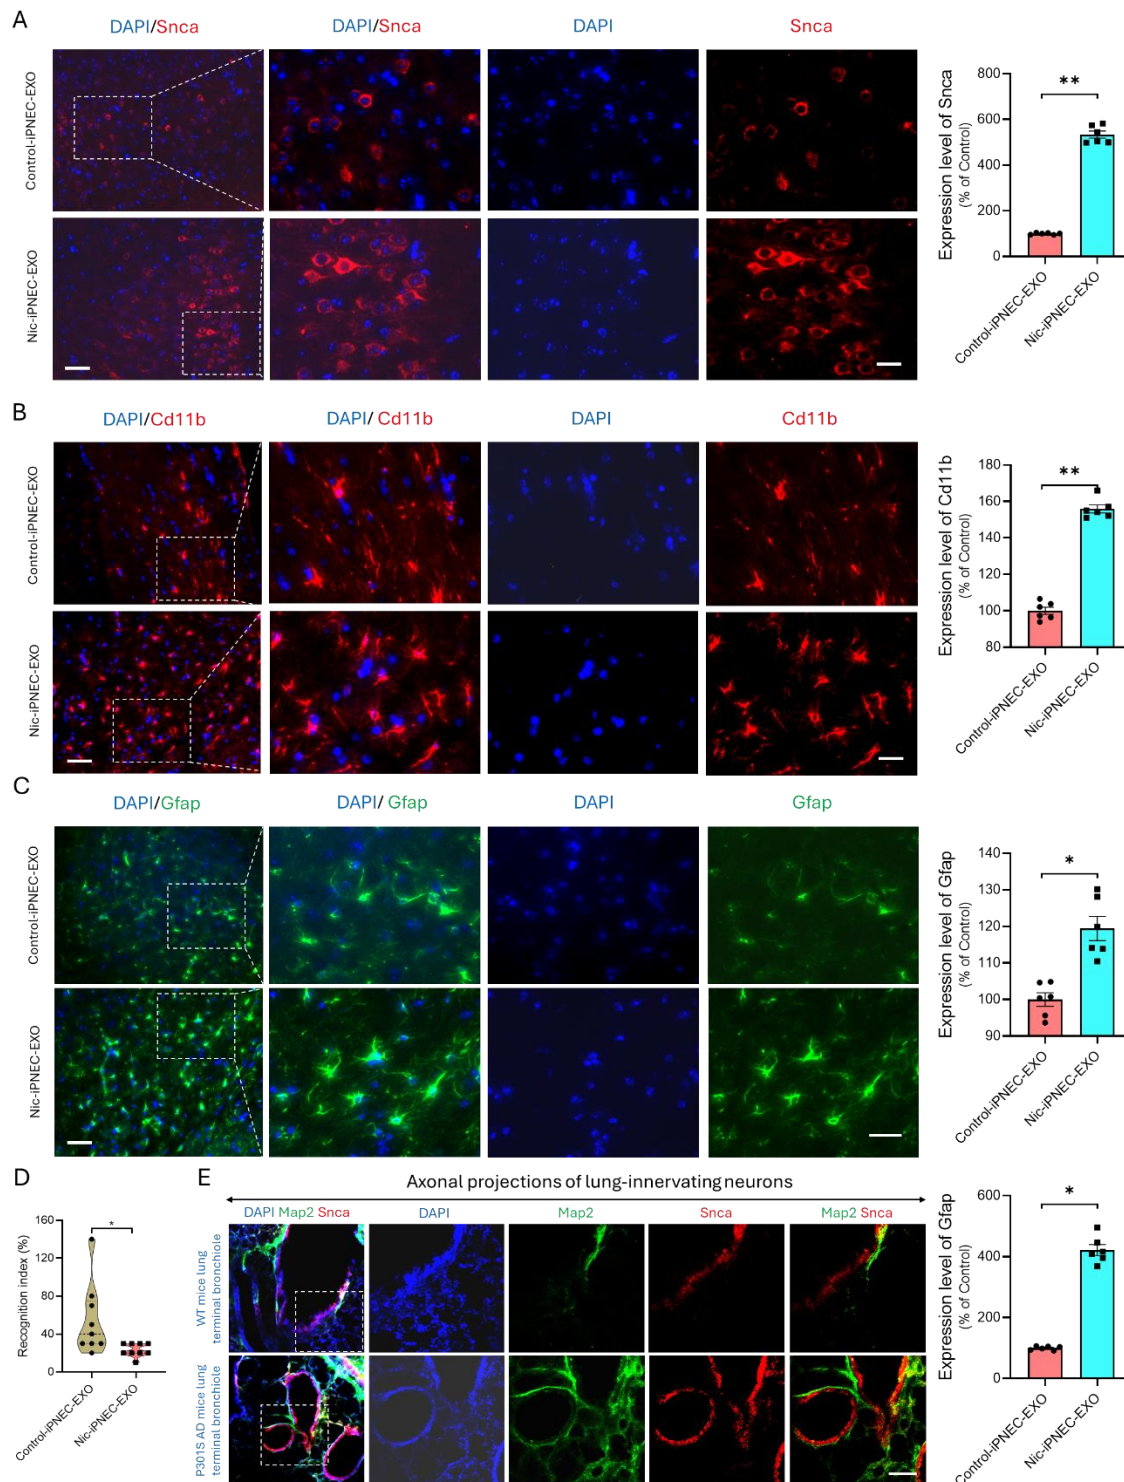 A
DAPI/Snca
DAPI/Snca
DAPI
Snca
Control-iPNEC-EXO
Nic-iPNEC-EXO
Expression level of Snca
(% of Control)
800
600
400
200
0
**
Control-iPNEC-EXO
Nic-iPNEC-EXO
B
DAPI/Cd11b
DAPI/ Cd11b
DAPI
Cd11b
Control-iPNEC-EXO
Nic-iPNEC-EXO
Expression level of Cd11b
(% of Control)
180
160
140
120
100
80
**
Control-iPNEC-EXO
Nic-iPNEC-EXO
C
DAPI/Gfap
DAPI/ Gfap
DAPI
Gfap
Control-iPNEC-EXO
Nic-iPNEC-EXO
Expression level of Gfap
(% of Control)
140
130
120
110
100
90
*
Control-iPNEC-EXO
Nic-iPNEC-EXO
D
Recognition index (%)
160
120
80
40
0
*
Control-iPNEC-EXO
Nic-iPNEC-EXO
E
Axonal projections of lung-innervating neurons
DAPI Map2 Snca
DAPI
Map2
Snca
Map2 Snca
WT mice lung
terminal bronchiole
P301S AD mice lung
terminal bronchiole
Expression level of Gfap
(% of Control)
600
400
200
0
*
Control-iPNEC-EXO
Nic-iPNEC-EXO